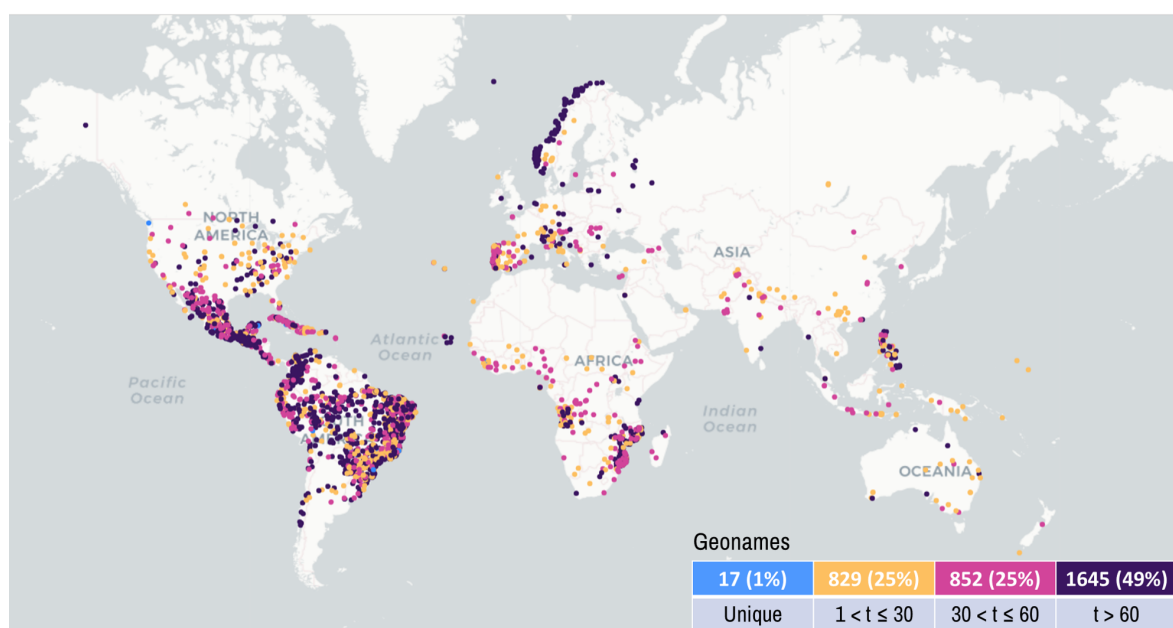 NORTH
AMERICA
ASIA
Atlantic
Ocean
AFRICA
Pacific
Ocean
Indian
Ocean
OCEANIA
Geonames
17 (1%) 829 (25%) 852 (25%) 1645 (49%)
Unique 1 < t ≤ 30 30 < t ≤ 60 t > 60